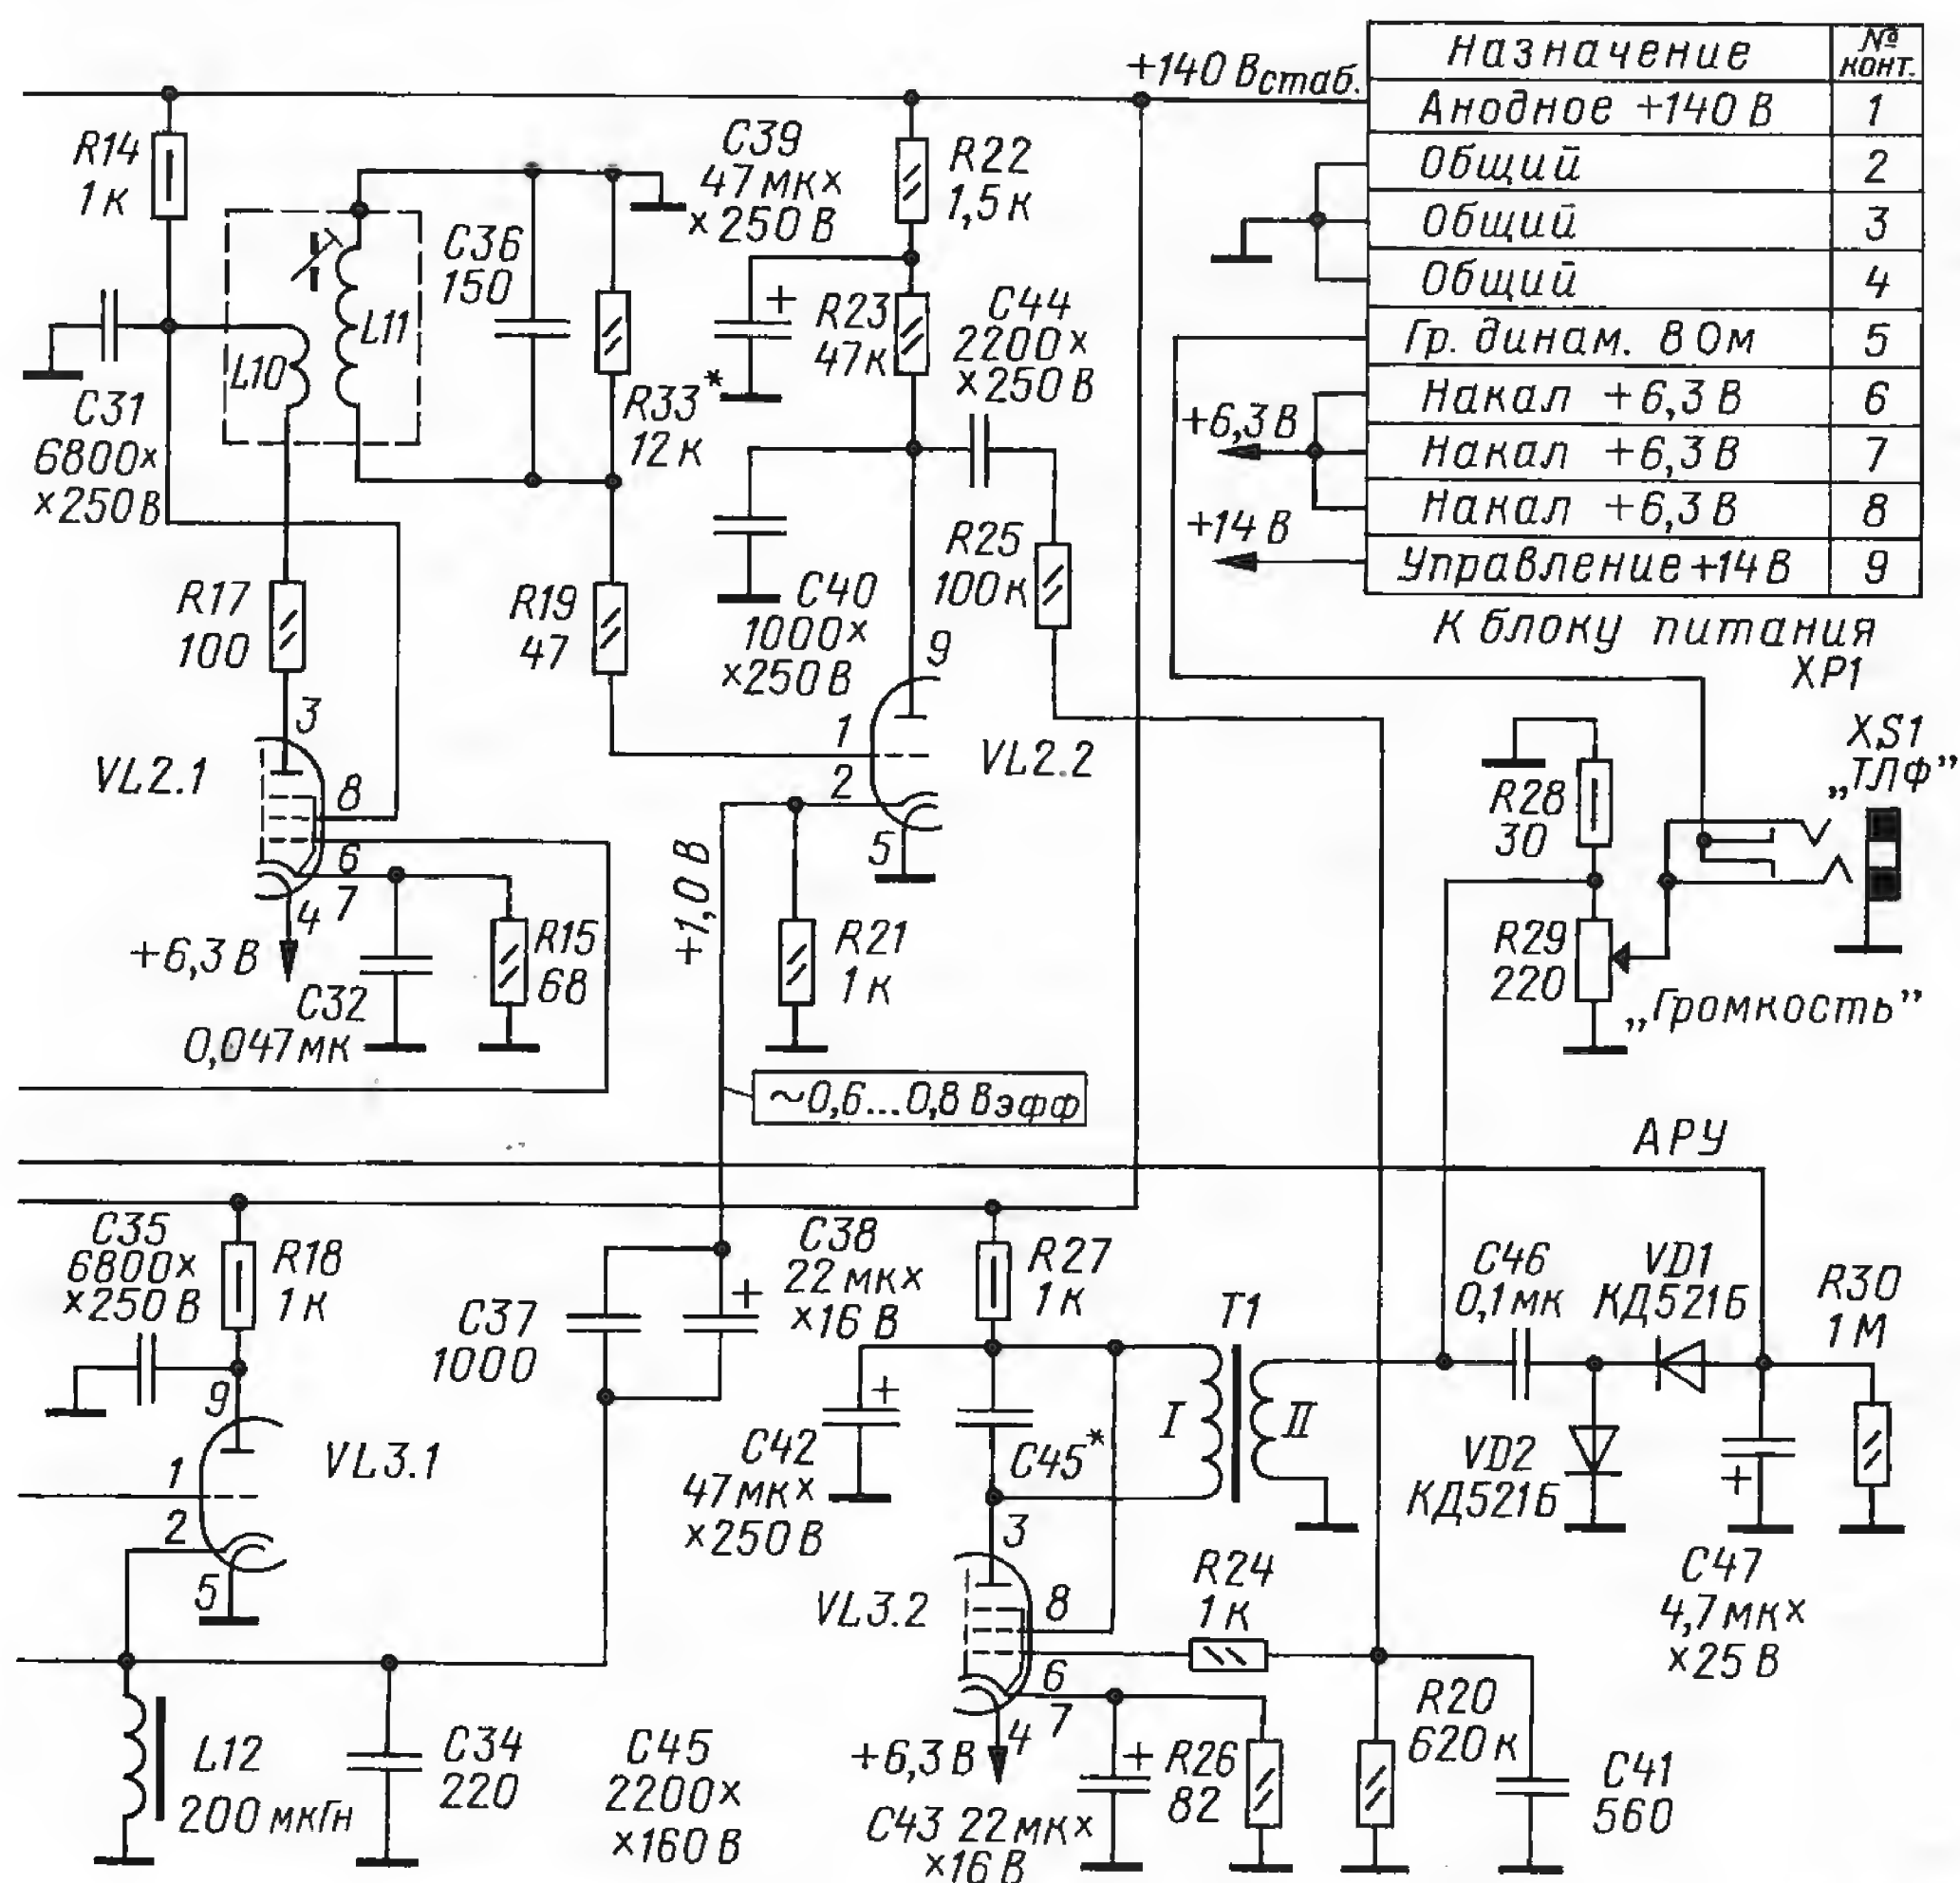 +140 Встаб.
Назначение
№ конт.
Анодное +140 В
1
Общий
2
Общий
3
Общий
4
Гр. динам. 8 Ом
5
Накал +6,3 В
6
Накал +6,3 В
7
Накал +6,3 В
8
Управление +14 В
9
+6,3 В
+14 В
К блоку питания
XP1
R14
1 к
C39
47 мк×
×250 В
R22
1,5 к
C36
150
L10
L11
C31
6800×
×250 В
R33*
12 к
R23
47 к
C44
2200×
×250 В
R17
100
R19
47
C40
1000×
×250 В
R25
100 к
9
1
2
5
VL2.2
3
VL2.1
8
6
7
4
+6,3 В
C32
0,047 мк
R15
68
+1,0 В
R21
1 к
~0,6...0,8 Вэфф
XS1
„ТЛФ”
R28
30
R29
220
„Громкость”
АРУ
C35
6800×
×250 В
R18
1 к
9
1
2
5
VL3.1
C37
1000
C38
22 мк×
×16 В
R27
1 к
T1
I
II
C46
0,1 мк
VD1
КД521Б
R30
1 М
C42
47 мк×
×250 В
C45*
VD2
КД521Б
C47
4,7 мк×
×25 В
3
VL3.2
8
6
7
4
+6,3 В
R24
1 к
R20
620 к
C41
560
R26
82
C43 22 мк×
×16 В
L12
200 мкГн
C34
220
C45
2200×
×160 В